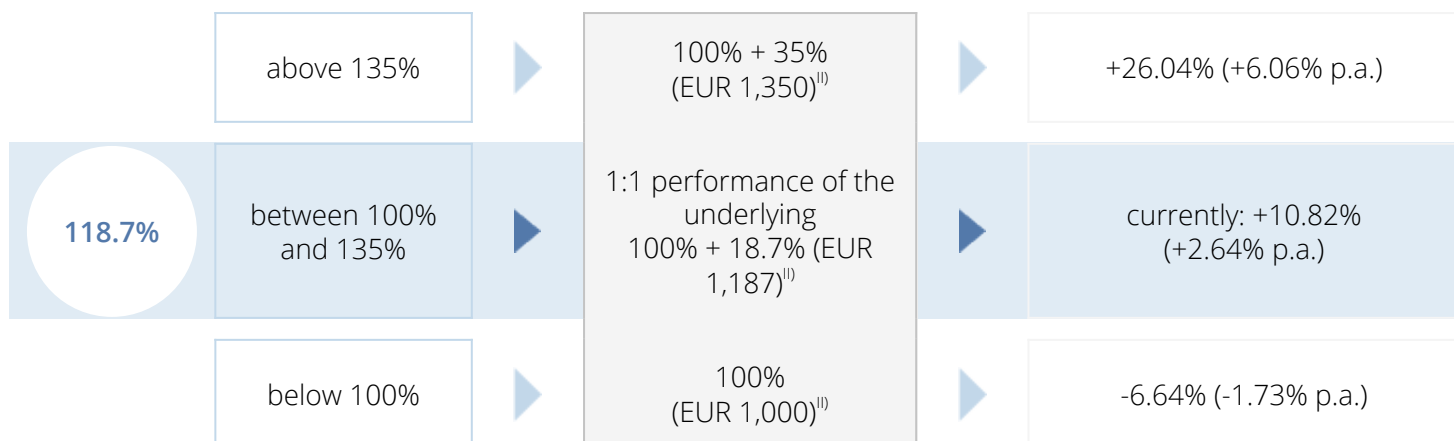 above 135%
100% + 35%
(EUR 1,350)II)
+26.04% (+6.06% p.a.)
118.7%
between 100%
and 135%
1:1 performance of the
underlying
100% + 18.7% (EUR
1,187)II)
currently: +10.82%
(+2.64% p.a.)
below 100%
100%
(EUR 1,000)II)
-6.64% (-1.73% p.a.)